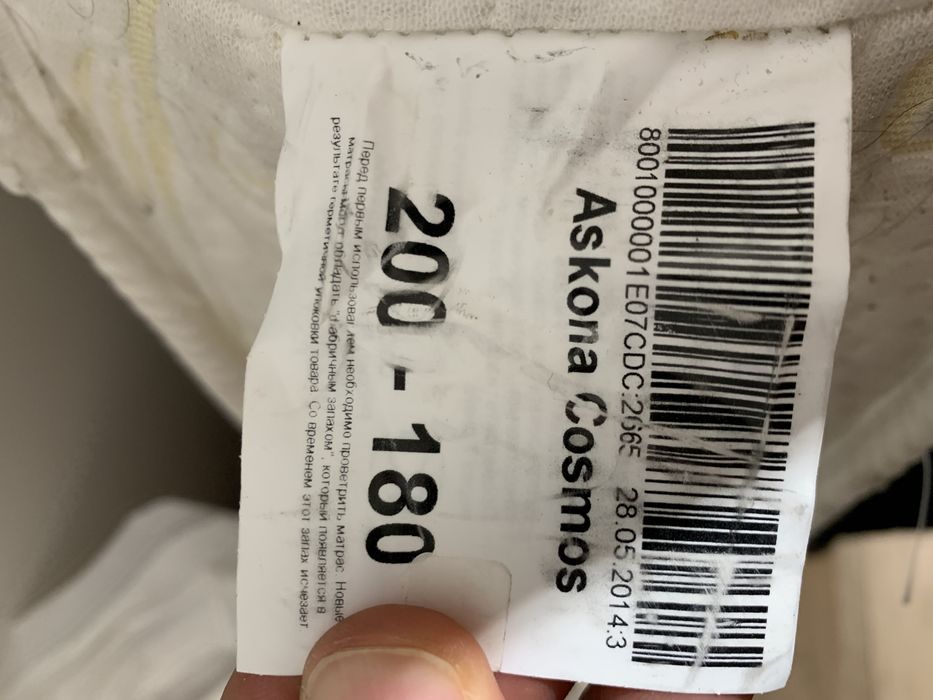 8001000001E07CDC:2665 28.05.2014:3
Askona Cosmos
200 - 180
Перед первым использованием необходимо проветрить матрас. Новые
матрасы могут обладать "фабричным запахом", который появляется в
результате герметичной упаковки товара. Со временем этот запах исчезает